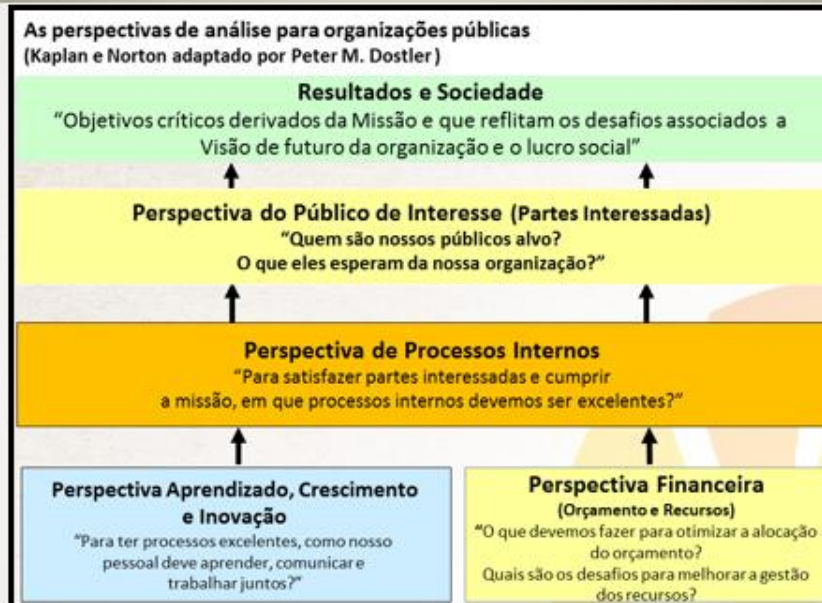 As perspectivas de análise para organizações públicas
(Kaplan e Norton adaptado por Peter M. Dostler)
Resultados e Sociedade
“Objetivos críticos derivados da Missão e que reflitam os desafios associados a
Visão de futuro da organização e o lucro social”
Perspectiva do Público de Interesse (Partes Interessadas)
“Quem são nossos públicos alvo?
O que eles esperam da nossa organização?”
Perspectiva de Processos Internos
“Para satisfazer partes interessadas e cumprir
a missão, em que processos internos devemos ser excelentes?”
Perspectiva Aprendizado, Crescimento
e Inovação
“Para ter processos excelentes, como nosso
pessoal deve aprender, comunicar e
trabalhar juntos?”
Perspectiva Financeira
(Orçamento e Recursos)
“O que devemos fazer para otimizar a alocação
do orçamento?
Quais são os desafios para melhorar a gestão
dos recursos?